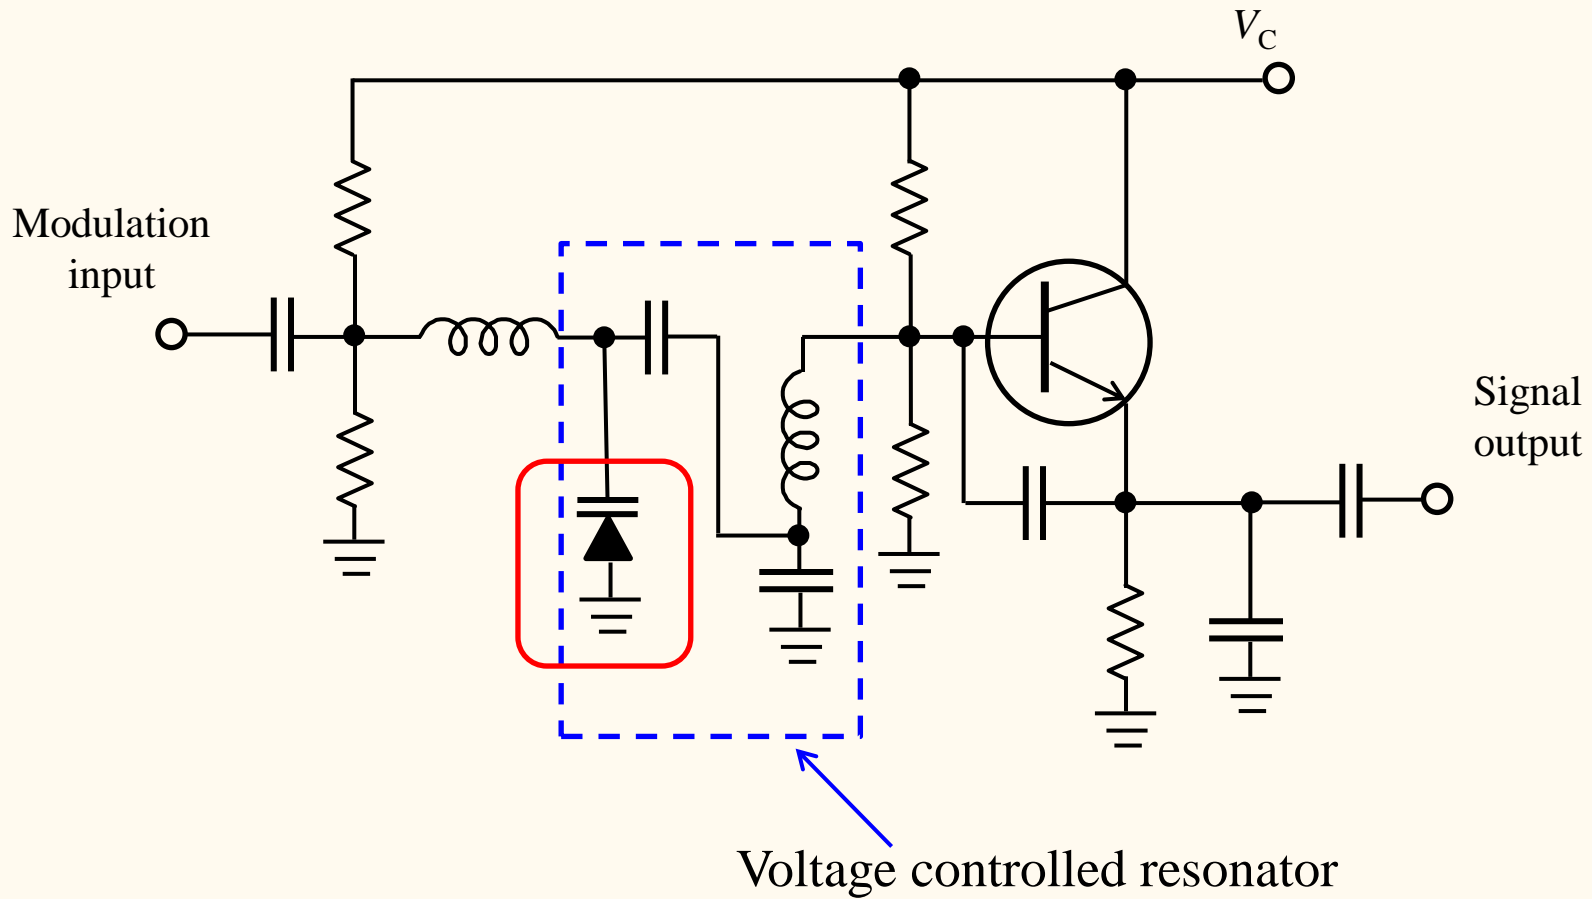 V_C
Modulation
input
Signal
output
Voltage controlled resonator